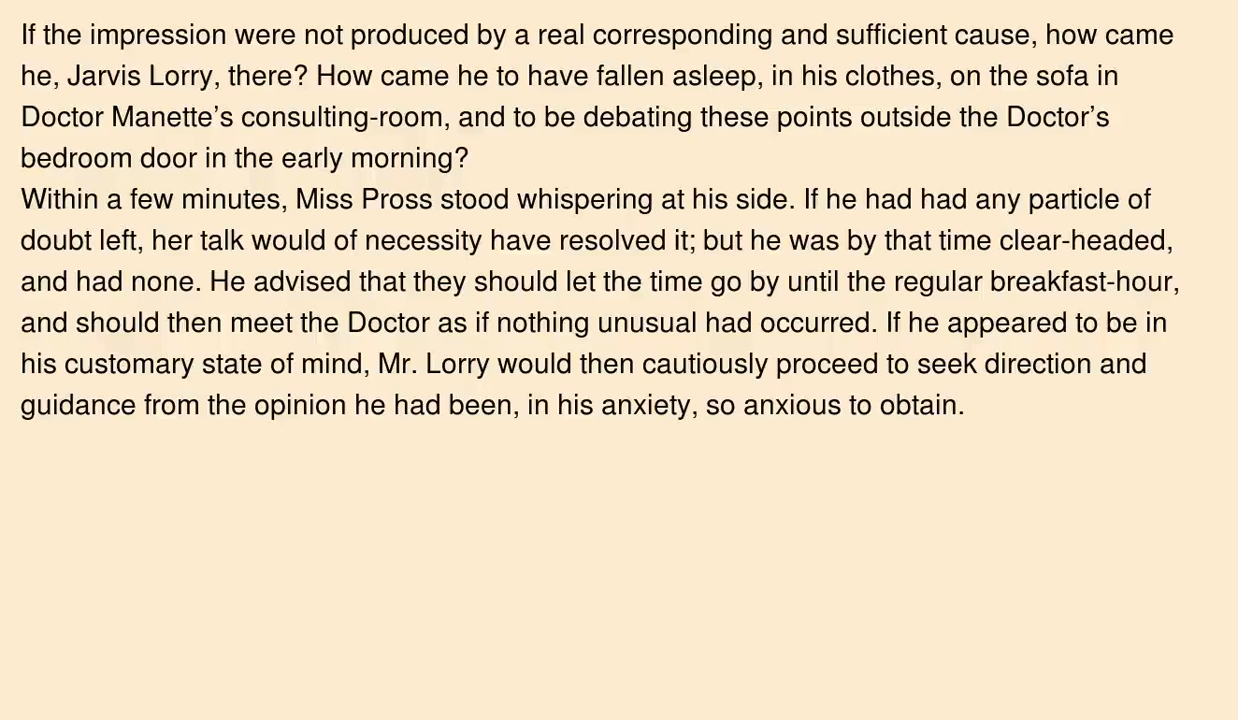 If the impression were not produced by a real corresponding and sufficient cause, how came
he, Jarvis Lorry, there? How came he to have fallen asleep, in his clothes, on the sofa in
Doctor Manette’s consulting-room, and to be debating these points outside the Doctor’s
bedroom door in the early morning?
Within a few minutes, Miss Pross stood whispering at his side. If he had had any particle of
doubt left, her talk would of necessity have resolved it; but he was by that time clear-headed,
and had none. He advised that they should let the time go by until the regular breakfast-hour,
and should then meet the Doctor as if nothing unusual had occurred. If he appeared to be in
his customary state of mind, Mr. Lorry would then cautiously proceed to seek direction and
guidance from the opinion he had been, in his anxiety, so anxious to obtain.